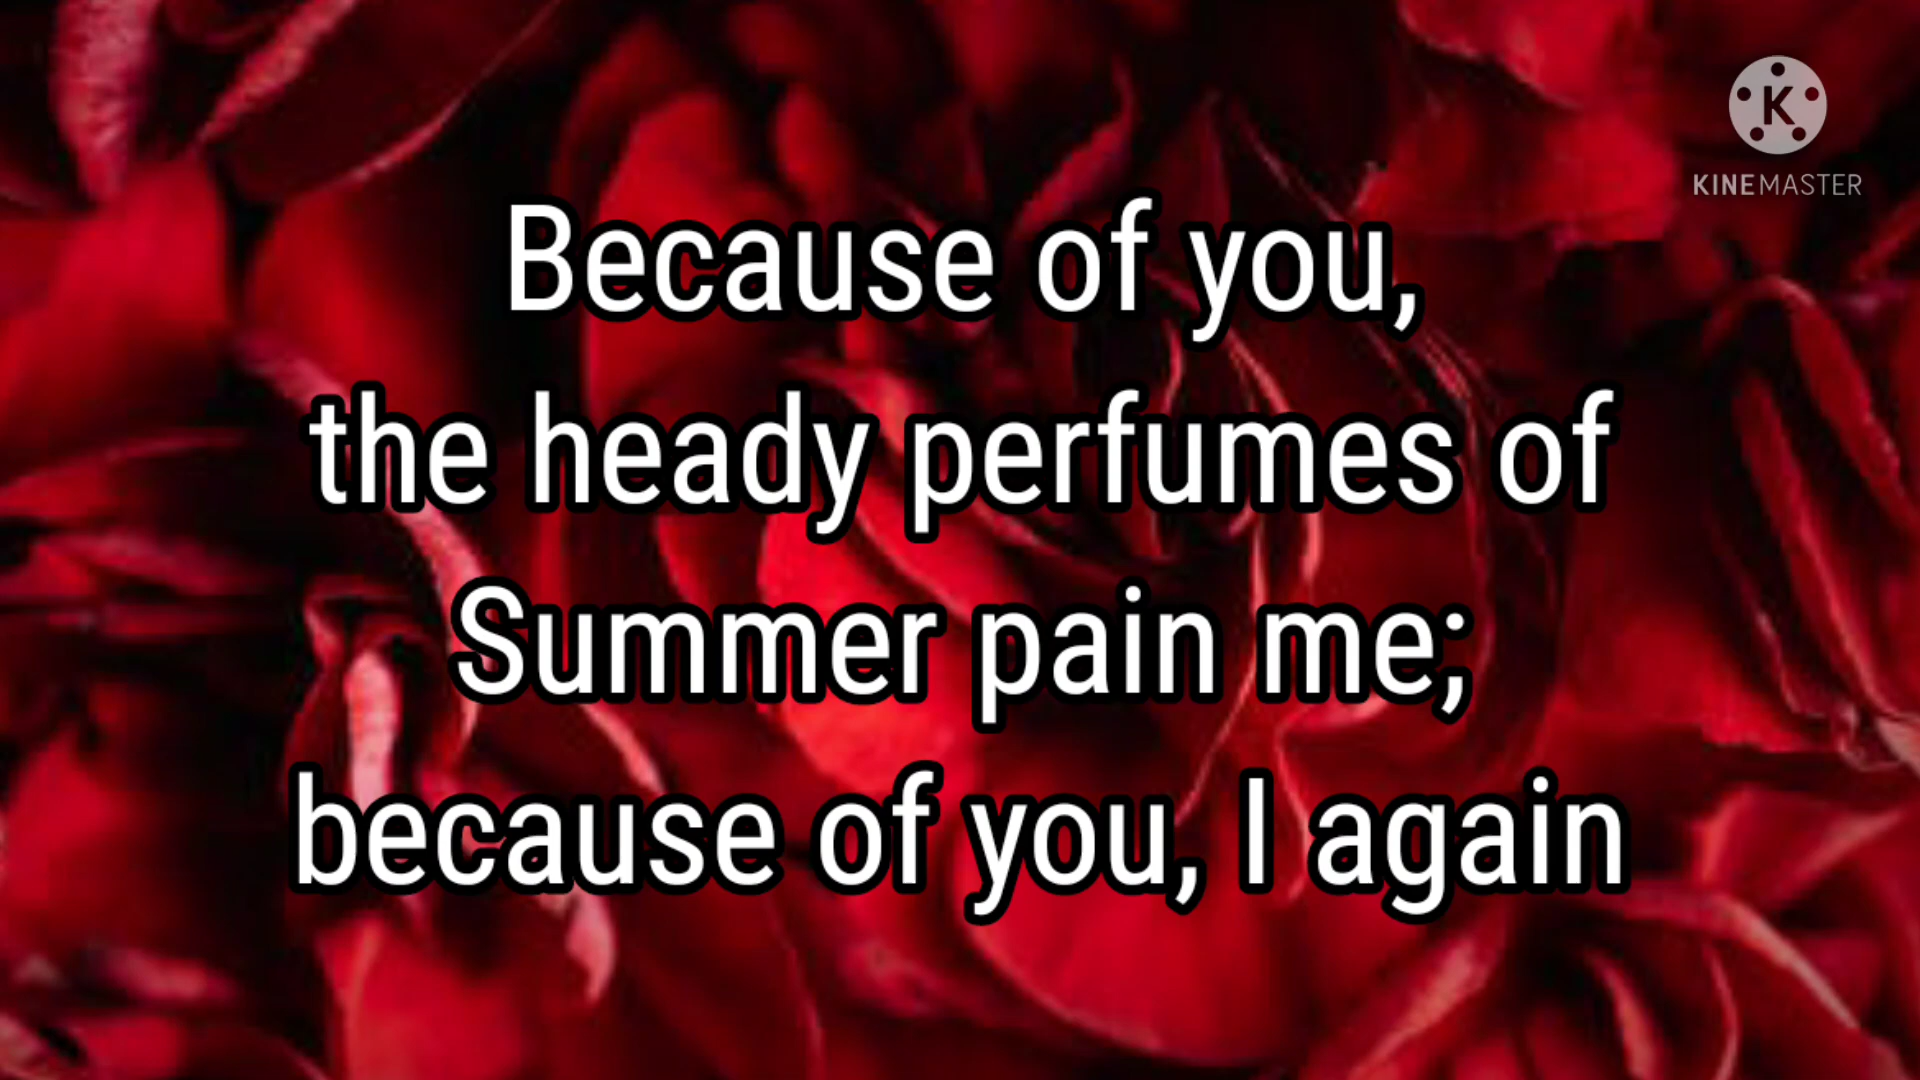 K
KINEMASTER
Because of you,
the heady perfumes of
Summer pain me;
because of you, I again